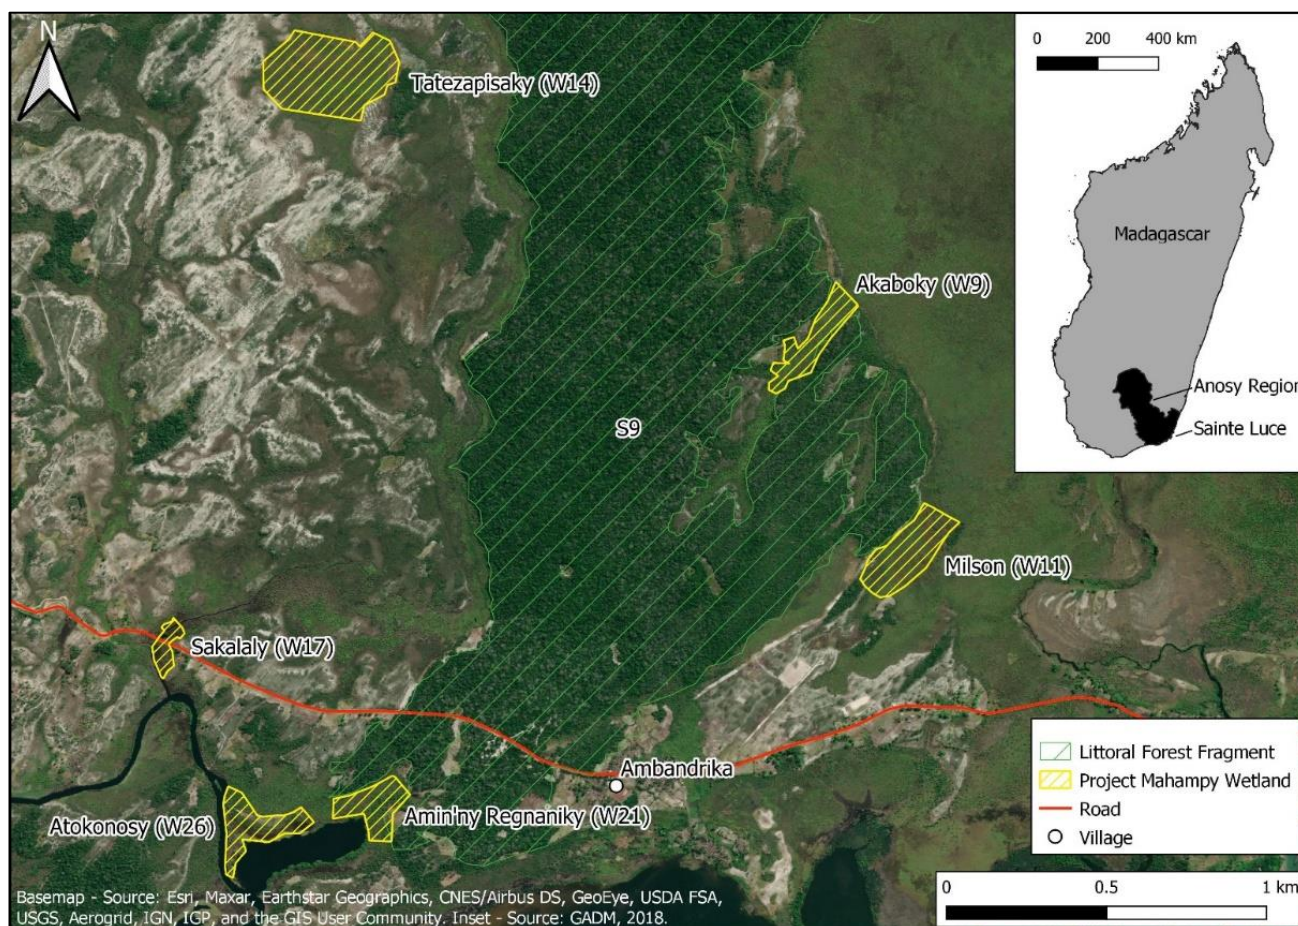 N
Tatezapisaky (W14)
Akaboky (W9)
S9
Milson (W11)
Sakalaly (W17)
Ambandrika
Amin'ny Regnaniky (W21)
Atokonosy (W26)
0 200 400 km
Madagascar
Anosy Region
Sainte Luce
Littoral Forest Fragment
Project Mahampy Wetland
Road
Village
0 0.5 1 km
Basemap - Source: Esri, Maxar, Earthstar Geographics, CNES/Airbus DS, GeoEye, USDA FSA,
USGS, Aerogrid, IGN, IGP, and the GIS User Community. Inset - Source: GADM, 2018.